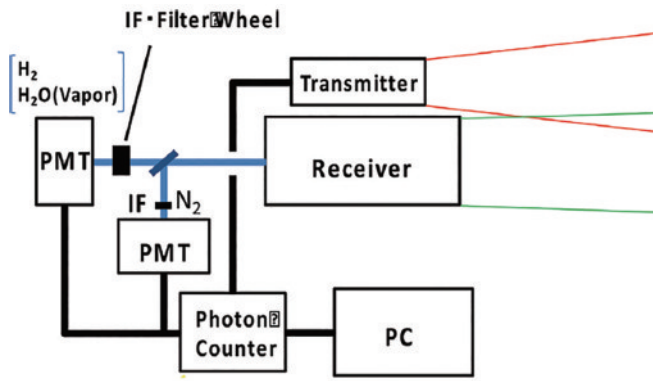 IF・Filter⍰Wheel
H₂
H₂O(Vapor)
Transmitter
PMT
Receiver
IF N₂
PMT
Photon⍰
Counter
PC